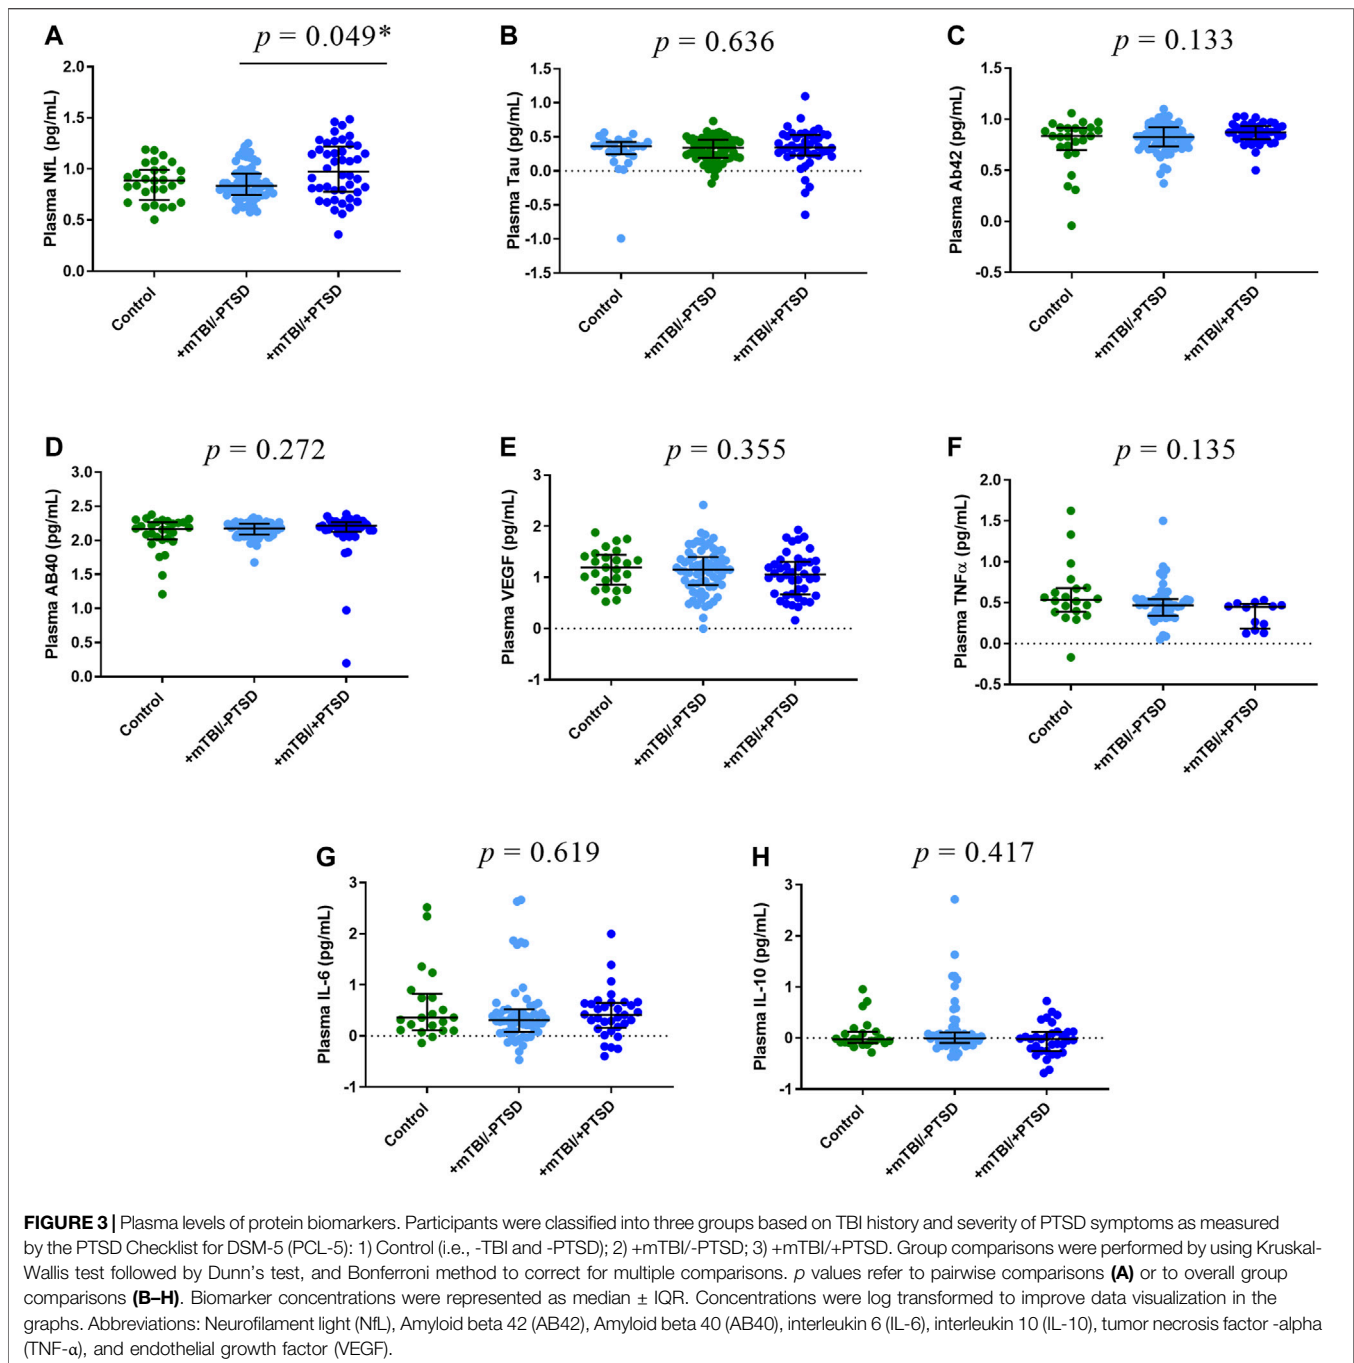 A
p = 0.049*
Plasma NfL (pg/mL)
2.0
1.5
1.0
0.5
0.0
Control
+mTBI/-PTSD
+mTBI/+PTSD
B
p = 0.636
Plasma Tau (pg/mL)
1.5
1.0
0.5
0.0
-0.5
-1.0
-1.5
Control
+mTBI/-PTSD
+mTBI/+PTSD
C
p = 0.133
Plasma Ab42 (pg/mL)
1.5
1.0
0.5
0.0
-0.5
Control
+mTBI/-PTSD
+mTBI/+PTSD
D
p = 0.272
Plasma AB40 (pg/mL)
3.0
2.5
2.0
1.5
1.0
0.5
0.0
Control
+mTBI/-PTSD
+mTBI/+PTSD
E
p = 0.355
Plasma VEGF (pg/mL)
3
2
1
0
-1
Control
+mTBI/-PTSD
+mTBI/+PTSD
F
p = 0.135
Plasma TNFα (pg/mL)
2.0
1.5
1.0
0.5
0.0
-0.5
Control
+mTBI/-PTSD
+mTBI/+PTSD
G
p = 0.619
Plasma IL-6 (pg/mL)
3
2
1
0
-1
Control
+mTBI/-PTSD
+mTBI/+PTSD
H
p = 0.417
Plasma IL-10 (pg/mL)
3
2
1
0
-1
Control
+mTBI/-PTSD
+mTBI/+PTSD
FIGURE 3 | Plasma levels of protein biomarkers. Participants were classified into three groups based on TBI history and severity of PTSD symptoms as measured
by the PTSD Checklist for DSM-5 (PCL-5): 1) Control (i.e., -TBI and -PTSD); 2) +mTBI/-PTSD; 3) +mTBI/+PTSD. Group comparisons were performed by using Kruskal-
Wallis test followed by Dunn's test, and Bonferroni method to correct for multiple comparisons. p values refer to pairwise comparisons (A) or to overall group
comparisons (B–H). Biomarker concentrations were represented as median ± IQR. Concentrations were log transformed to improve data visualization in the
graphs. Abbreviations: Neurofilament light (NfL), Amyloid beta 42 (AB42), Amyloid beta 40 (AB40), interleukin 6 (IL-6), interleukin 10 (IL-10), tumor necrosis factor -alpha
(TNF-α), and endothelial growth factor (VEGF).